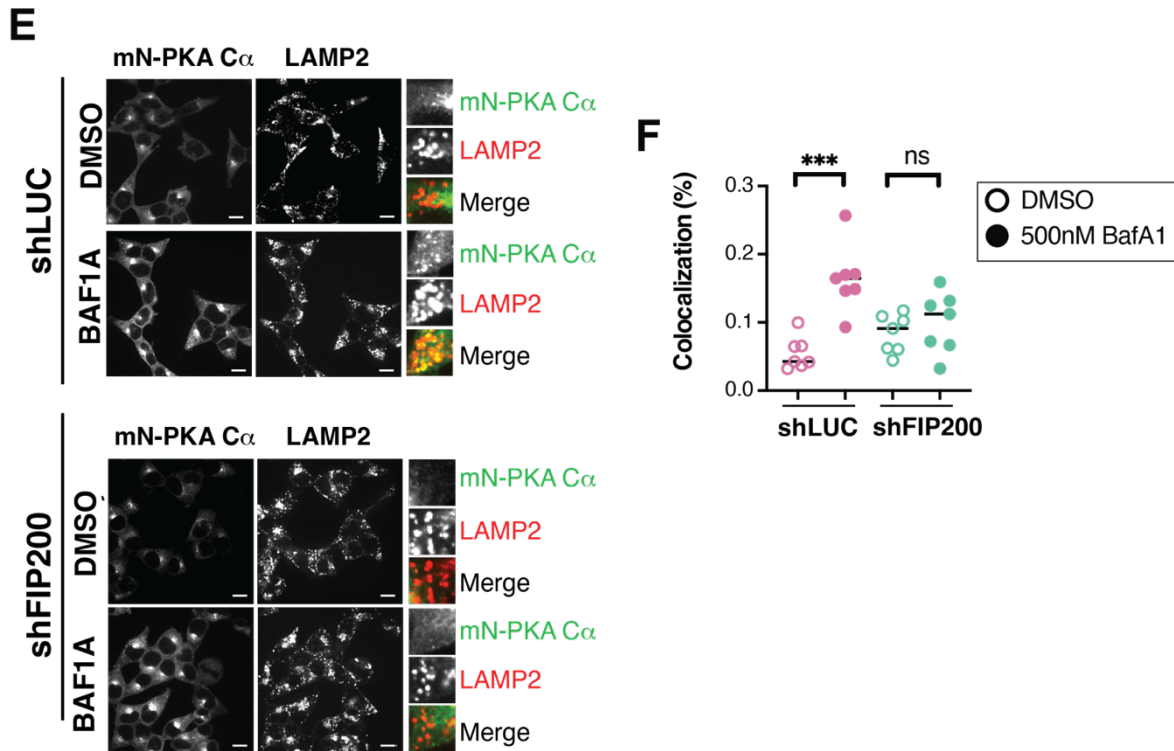 E
mN-PKA Cα LAMP2
shLUC
DMSO
mN-PKA Cα
LAMP2
Merge
BAF1A
mN-PKA Cα
LAMP2
Merge
mN-PKA Cα LAMP2
shFIP200
DMSO
mN-PKA Cα
LAMP2
Merge
BAF1A
mN-PKA Cα
LAMP2
Merge
F
*** ns
Colocalization (%)
0.3
0.2
0.1
0.0
shLUC shFIP200
DMSO
500nM BafA1